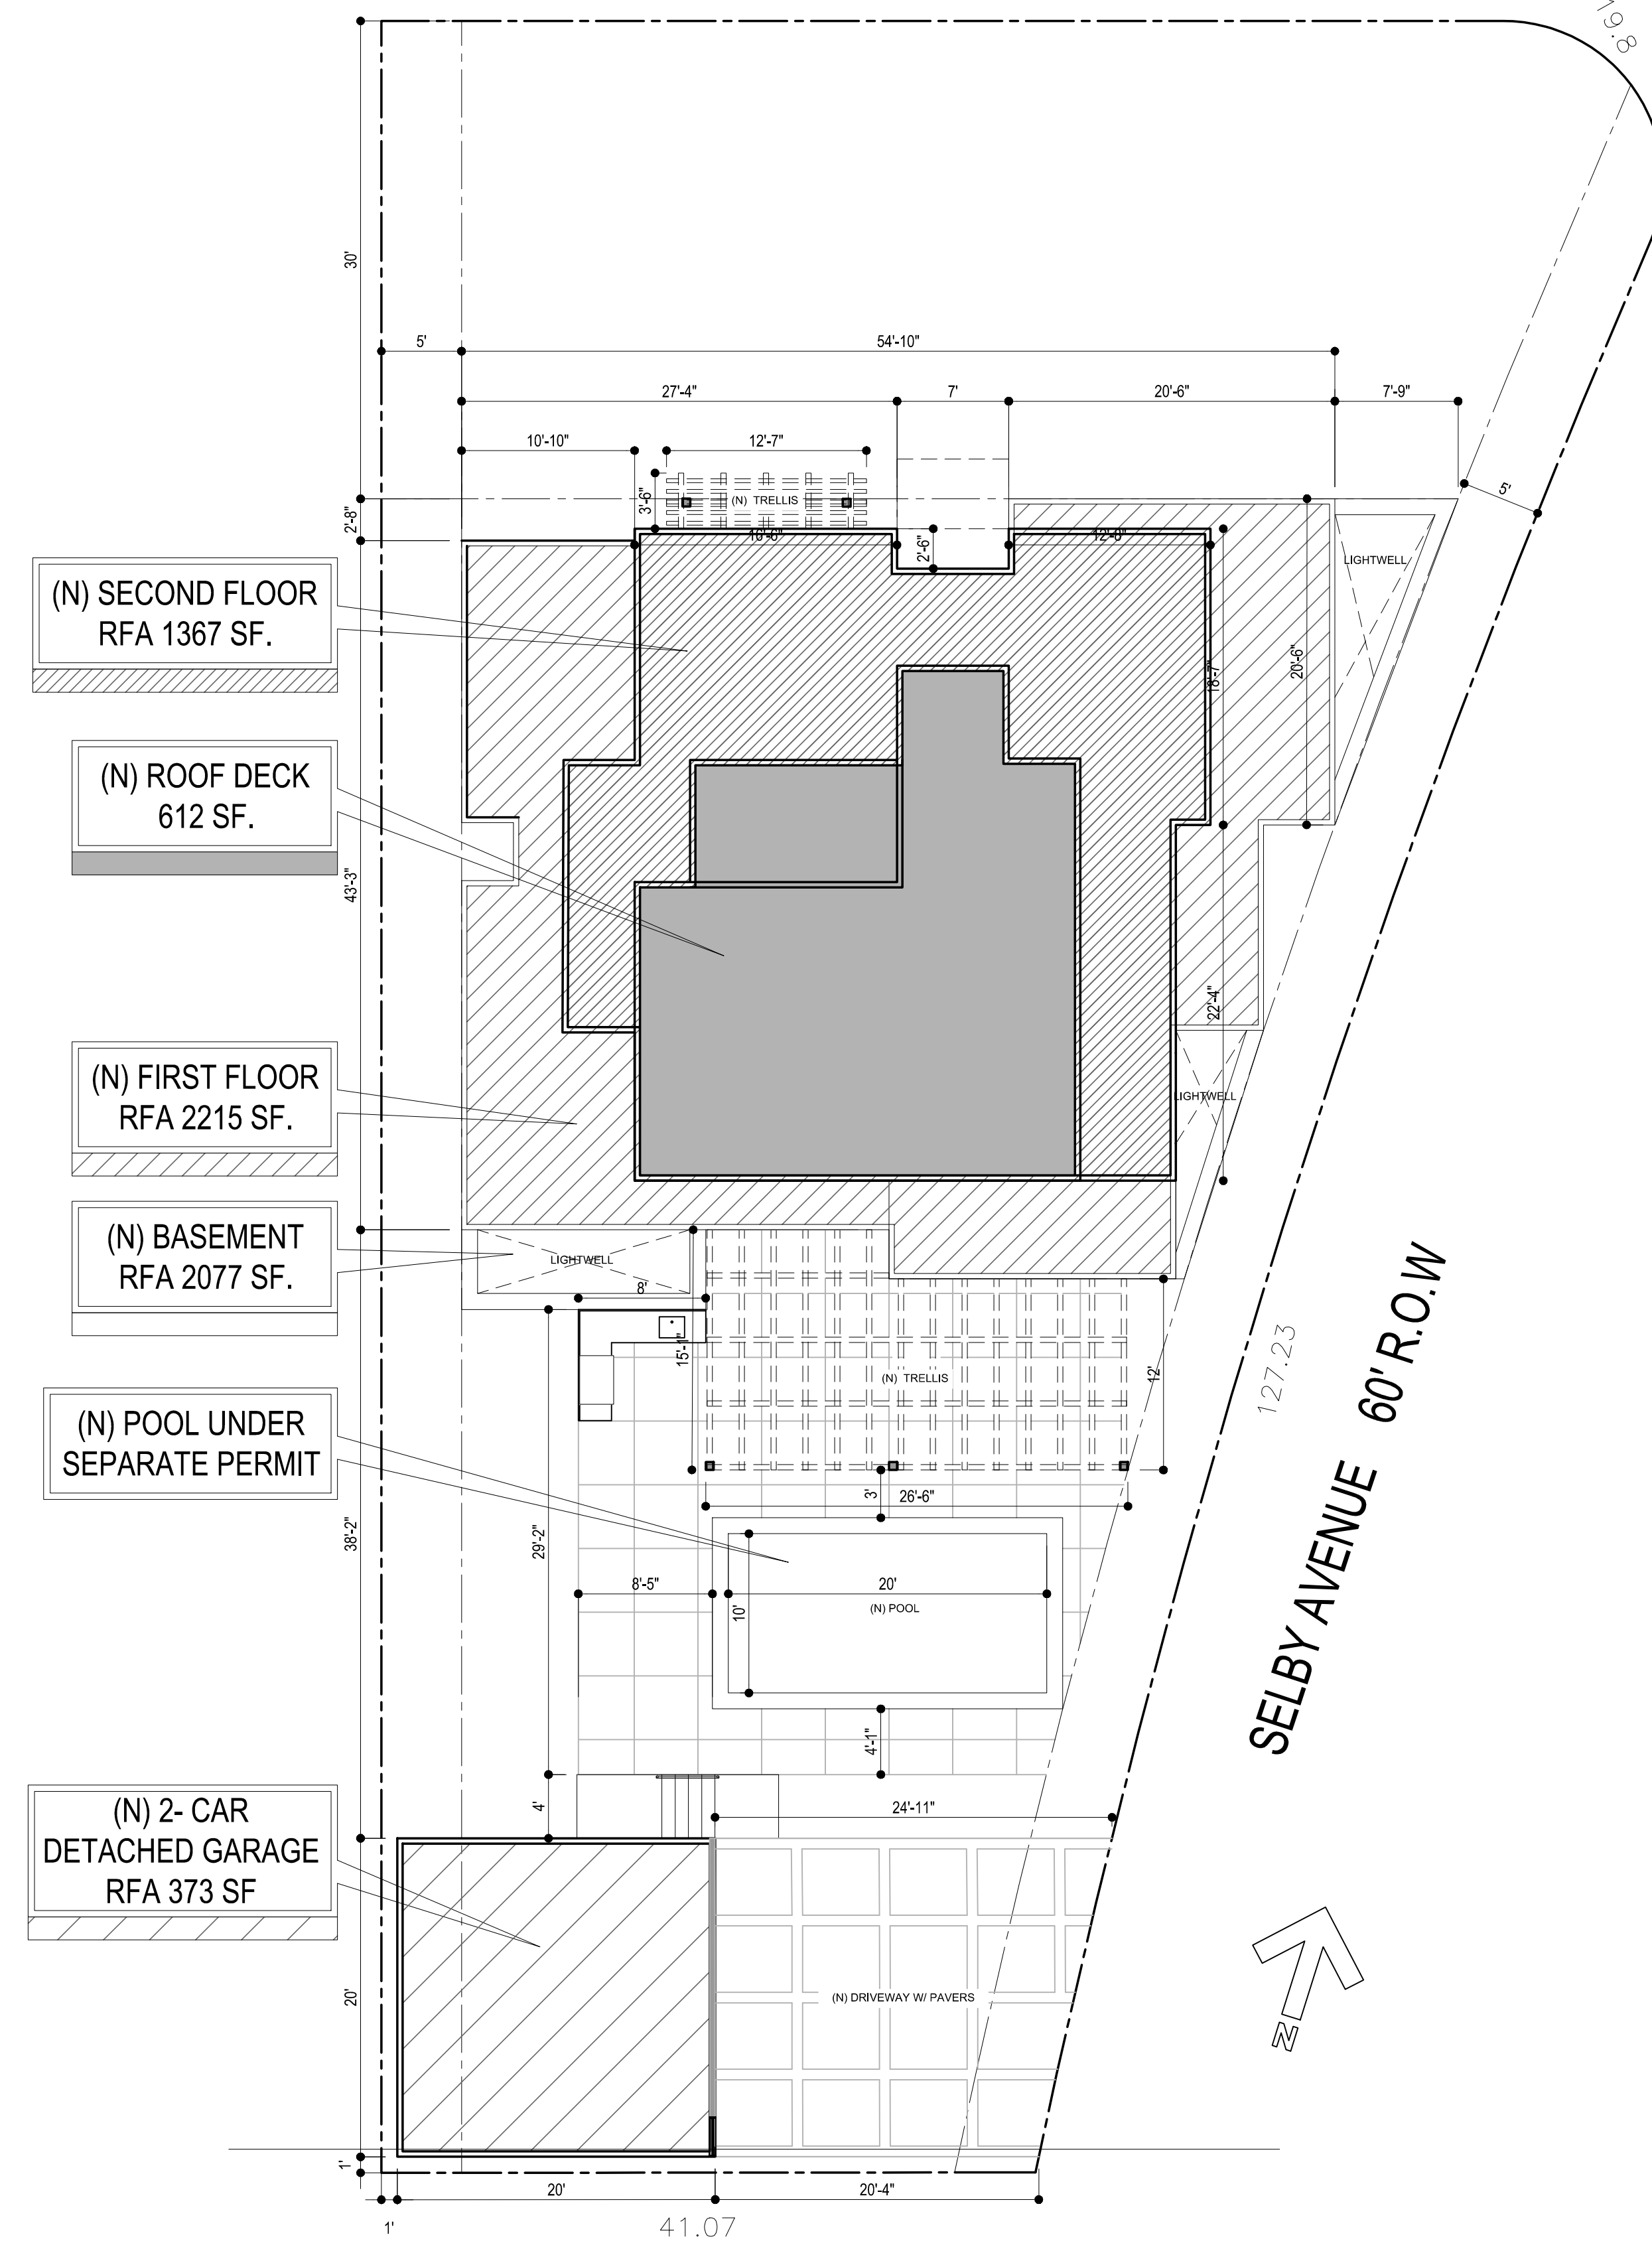 19.8
30'
5'
54'-10"
27'-4"
7'
20'-6"
7'-9"
10'-10"
12'-7"
3'-6"
(N) TRELLIS
5'
2'-8"
16'-6"
2'-6"
12'-8"
LIGHTWELL
(N) SECOND FLOOR
RFA 1367 SF.
18'-7"
20'-6"
(N) ROOF DECK
612 SF.
43'-3"
22'-4"
(N) FIRST FLOOR
RFA 2215 SF.
LIGHTWELL
(N) BASEMENT
RFA 2077 SF.
LIGHTWELL
8'
15'-1"
(N) TRELLIS
12'
127.23
SELBY AVENUE 60' R.O.W
(N) POOL UNDER
SEPARATE PERMIT
3'
26'-6"
38'-2"
29'-2"
8'-5"
20'
10'
(N) POOL
4'-1"
4'
24'-11"
(N) 2- CAR
DETACHED GARAGE
RFA 373 SF
20'
(N) DRIVEWAY W/ PAVERS
N
1'
20'
20'-4"
1'
41.07